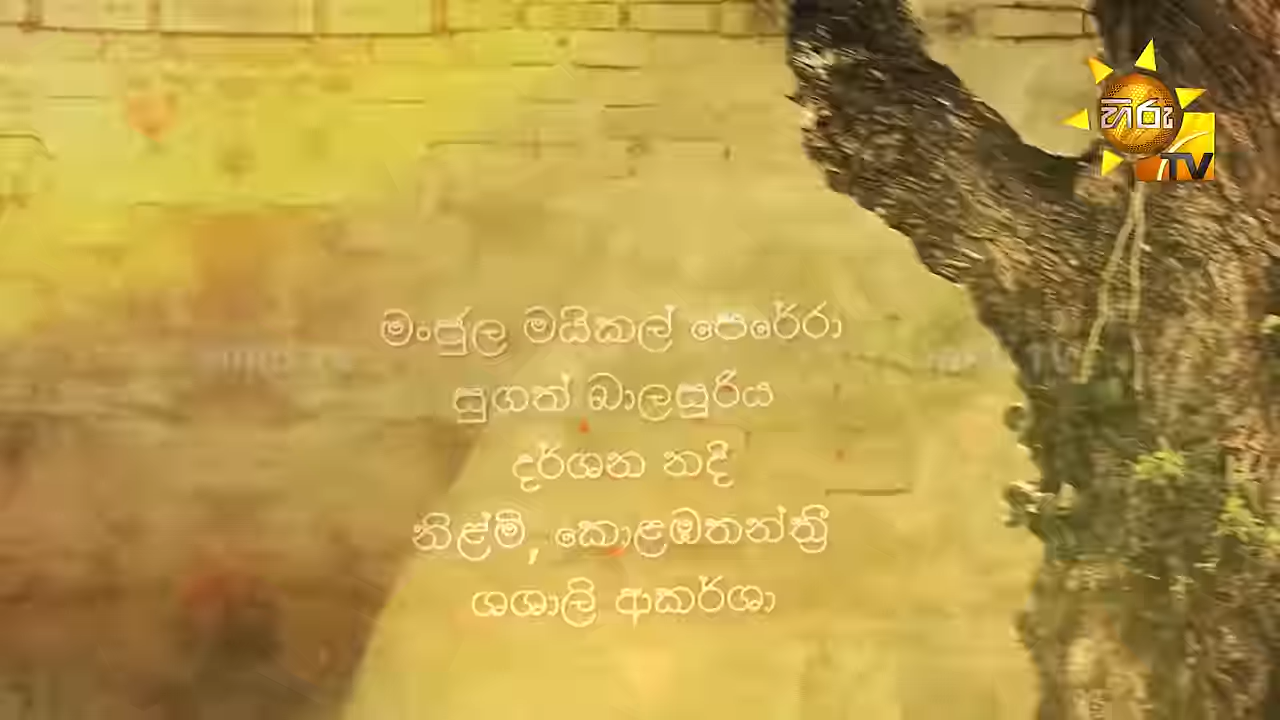 හිරු
TV
මංජුල මයිකල් පෙරේරා
සුගත් බාලසූරිය
දර්ශන නදී
නිල්මි, කොළඹතන්ත්‍රී
ශශාලි ආකර්ශා